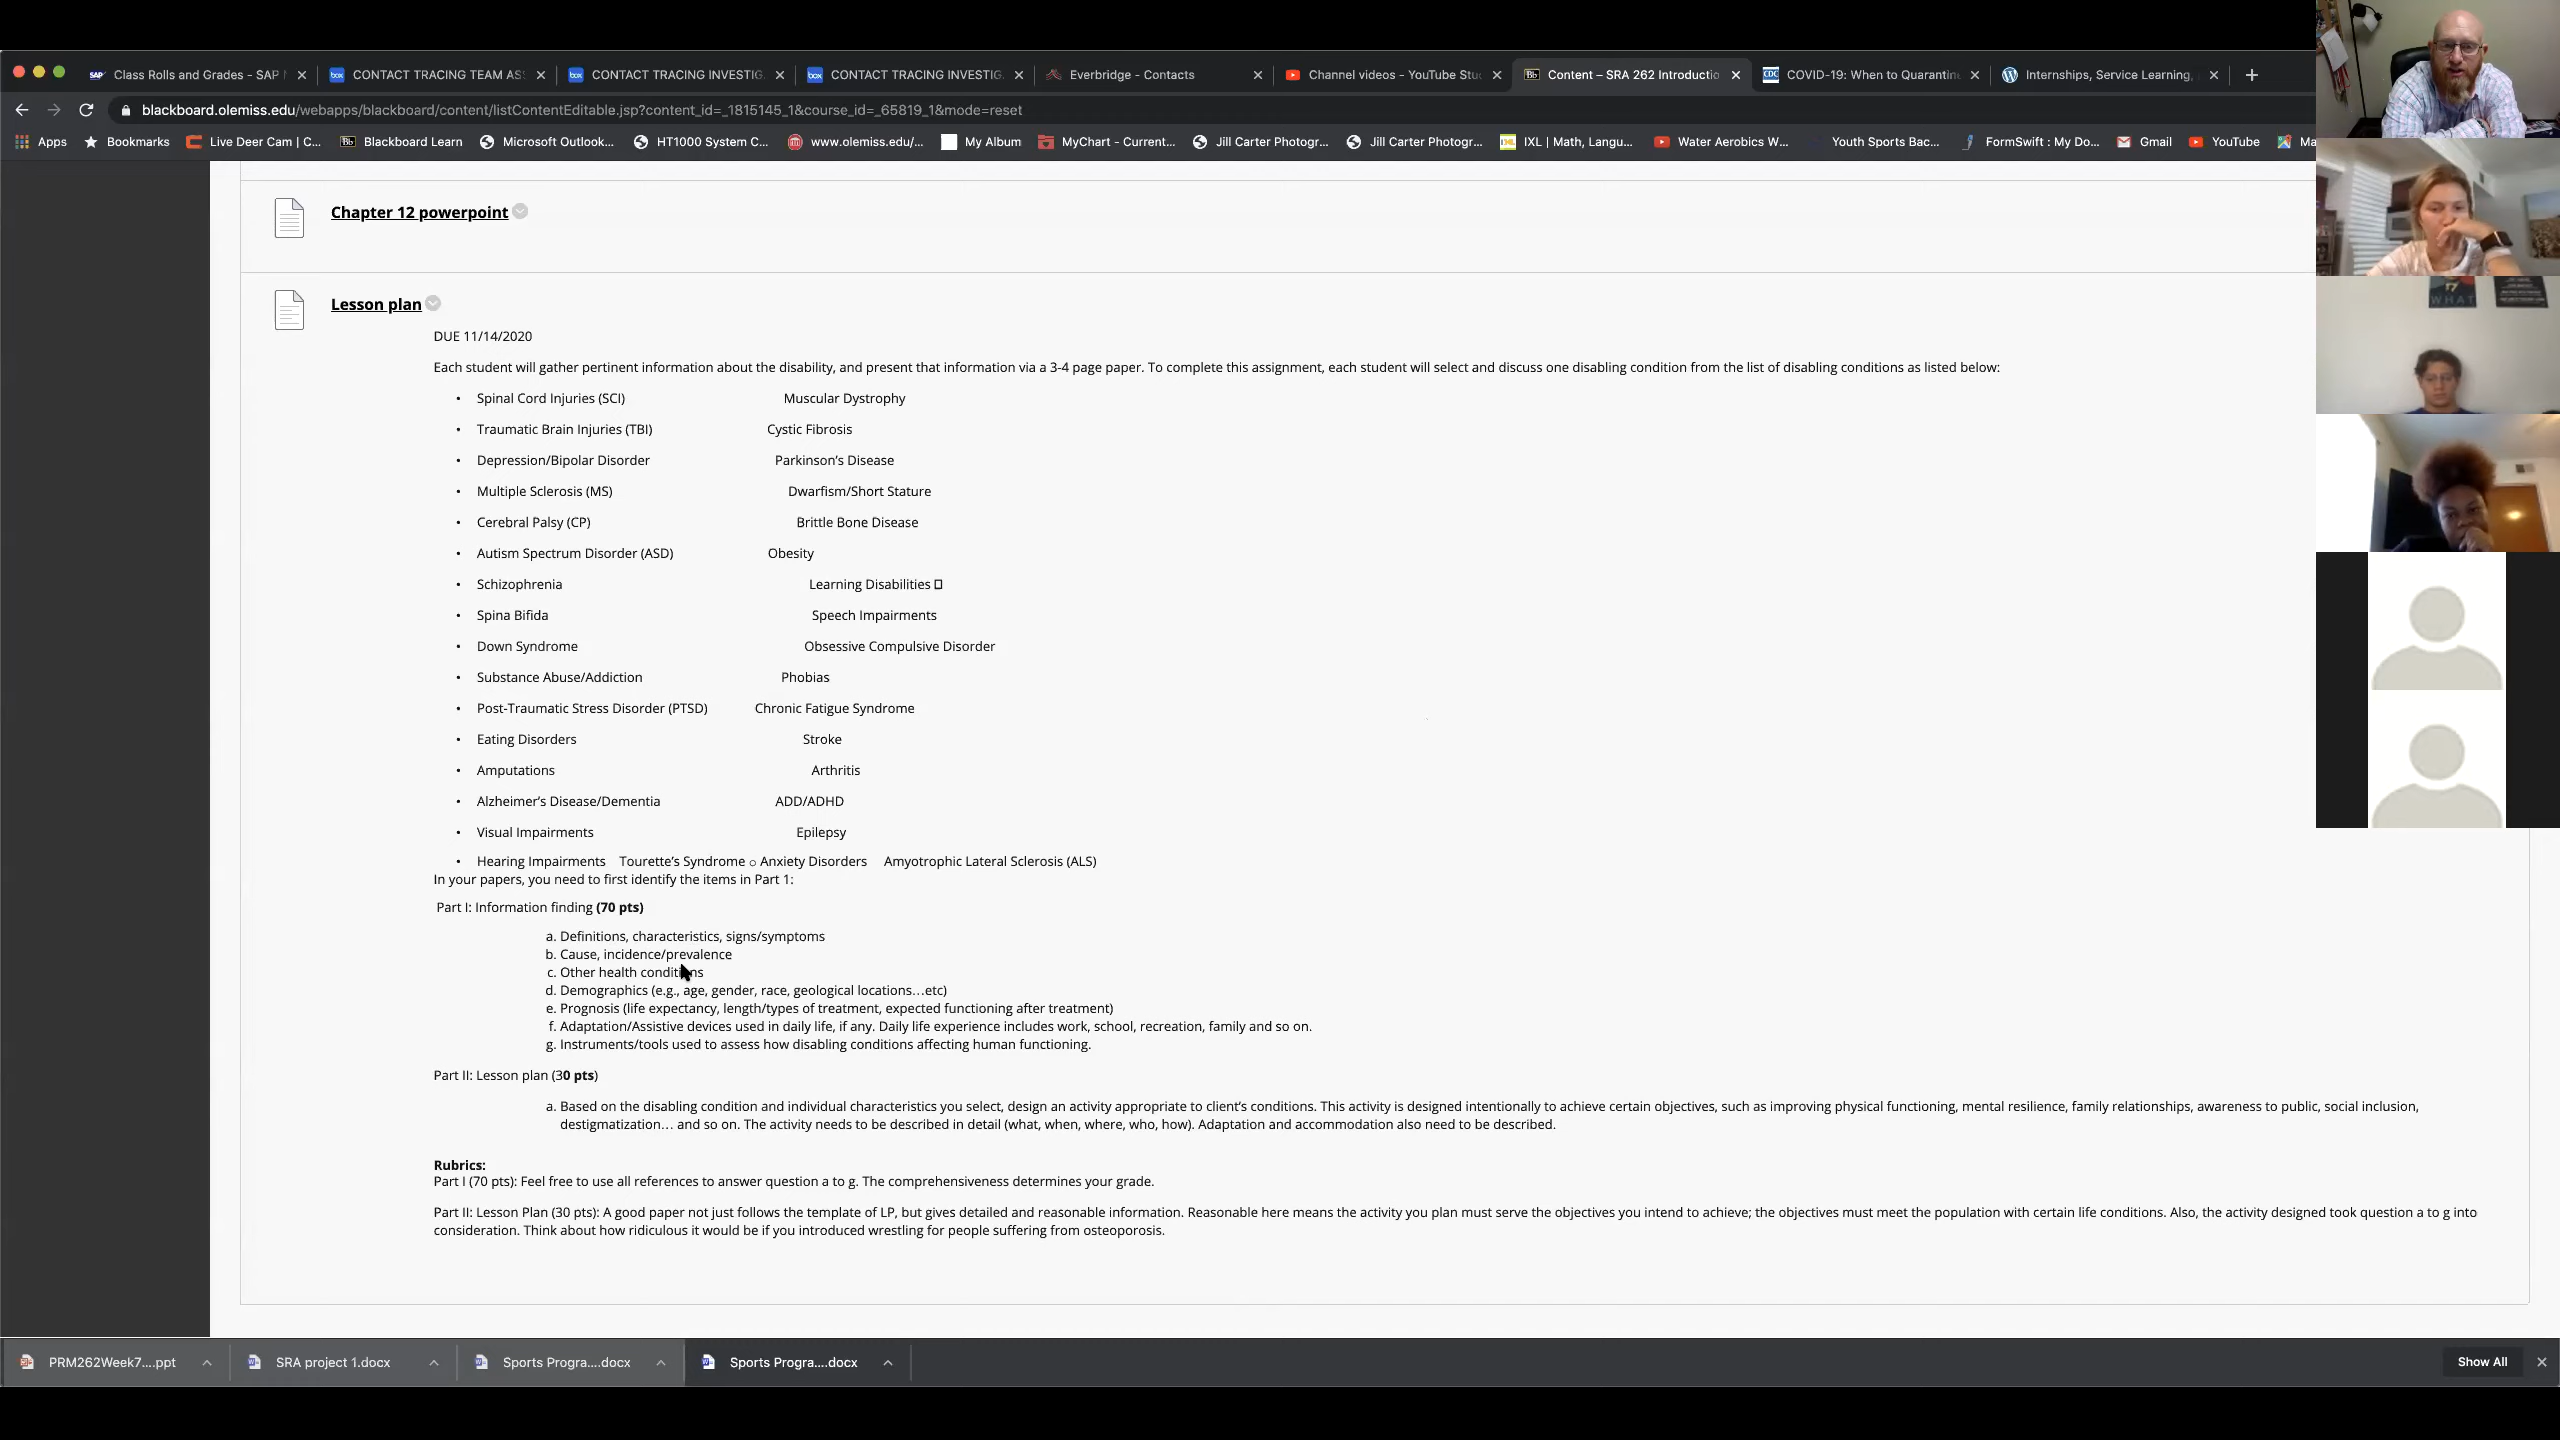 Class Rolls and Grades - SAP
CONTACT TRACING TEAM AS
CONTACT TRACING INVESTIG
CONTACT TRACING INVESTIG
Everbridge - Contacts
Channel videos - YouTube Stu
Content – SRA 262 Introductio
COVID-19: When to Quarantin
Internships, Service Learning,
blackboard.olemiss.edu/webapps/blackboard/content/listContentEditable.jsp?content_id=_1815145_1&course_id=_65819_1&mode=reset
Apps Bookmarks Live Deer Cam | C... Blackboard Learn Microsoft Outlook... HT1000 System C... www.olemiss.edu/... My Album MyChart - Current... Jill Carter Photogr... Jill Carter Photogr... IXL | Math, Langu... Water Aerobics W... Youth Sports Bac... FormSwift : My Do... Gmail YouTube Ma
Chapter 12 powerpoint
Lesson plan
DUE 11/14/2020
Each student will gather pertinent information about the disability, and present that information via a 3-4 page paper. To complete this assignment, each student will select and discuss one disabling condition from the list of disabling conditions as listed below:
• Spinal Cord Injuries (SCI) Muscular Dystrophy
• Traumatic Brain Injuries (TBI) Cystic Fibrosis
• Depression/Bipolar Disorder Parkinson's Disease
• Multiple Sclerosis (MS) Dwarfism/Short Stature
• Cerebral Palsy (CP) Brittle Bone Disease
• Autism Spectrum Disorder (ASD) Obesity
• Schizophrenia Learning Disabilities
• Spina Bifida Speech Impairments
• Down Syndrome Obsessive Compulsive Disorder
• Substance Abuse/Addiction Phobias
• Post-Traumatic Stress Disorder (PTSD) Chronic Fatigue Syndrome
• Eating Disorders Stroke
• Amputations Arthritis
• Alzheimer's Disease/Dementia ADD/ADHD
• Visual Impairments Epilepsy
• Hearing Impairments Tourette's Syndrome o Anxiety Disorders Amyotrophic Lateral Sclerosis (ALS)
In your papers, you need to first identify the items in Part 1:
Part I: Information finding (70 pts)
a. Definitions, characteristics, signs/symptoms
b. Cause, incidence/prevalence
c. Other health conditions
d. Demographics (e.g., age, gender, race, geological locations…etc)
e. Prognosis (life expectancy, length/types of treatment, expected functioning after treatment)
f. Adaptation/Assistive devices used in daily life, if any. Daily life experience includes work, school, recreation, family and so on.
g. Instruments/tools used to assess how disabling conditions affecting human functioning.
Part II: Lesson plan (30 pts)
a. Based on the disabling condition and individual characteristics you select, design an activity appropriate to client's conditions. This activity is designed intentionally to achieve certain objectives, such as improving physical functioning, mental resilience, family relationships, awareness to public, social inclusion,
destigmatization… and so on. The activity needs to be described in detail (what, when, where, who, how). Adaptation and accommodation also need to be described.
Rubrics:
Part I (70 pts): Feel free to use all references to answer question a to g. The comprehensiveness determines your grade.
Part II: Lesson Plan (30 pts): A good paper not just follows the template of LP, but gives detailed and reasonable information. Reasonable here means the activity you plan must serve the objectives you intend to achieve; the objectives must meet the population with certain life conditions. Also, the activity designed took question a to g into
consideration. Think about how ridiculous it would be if you introduced wrestling for people suffering from osteoporosis.
PRM262Week7....ppt
SRA project 1.docx
Sports Progra....docx
Sports Progra....docx
Show All
17
WHAT